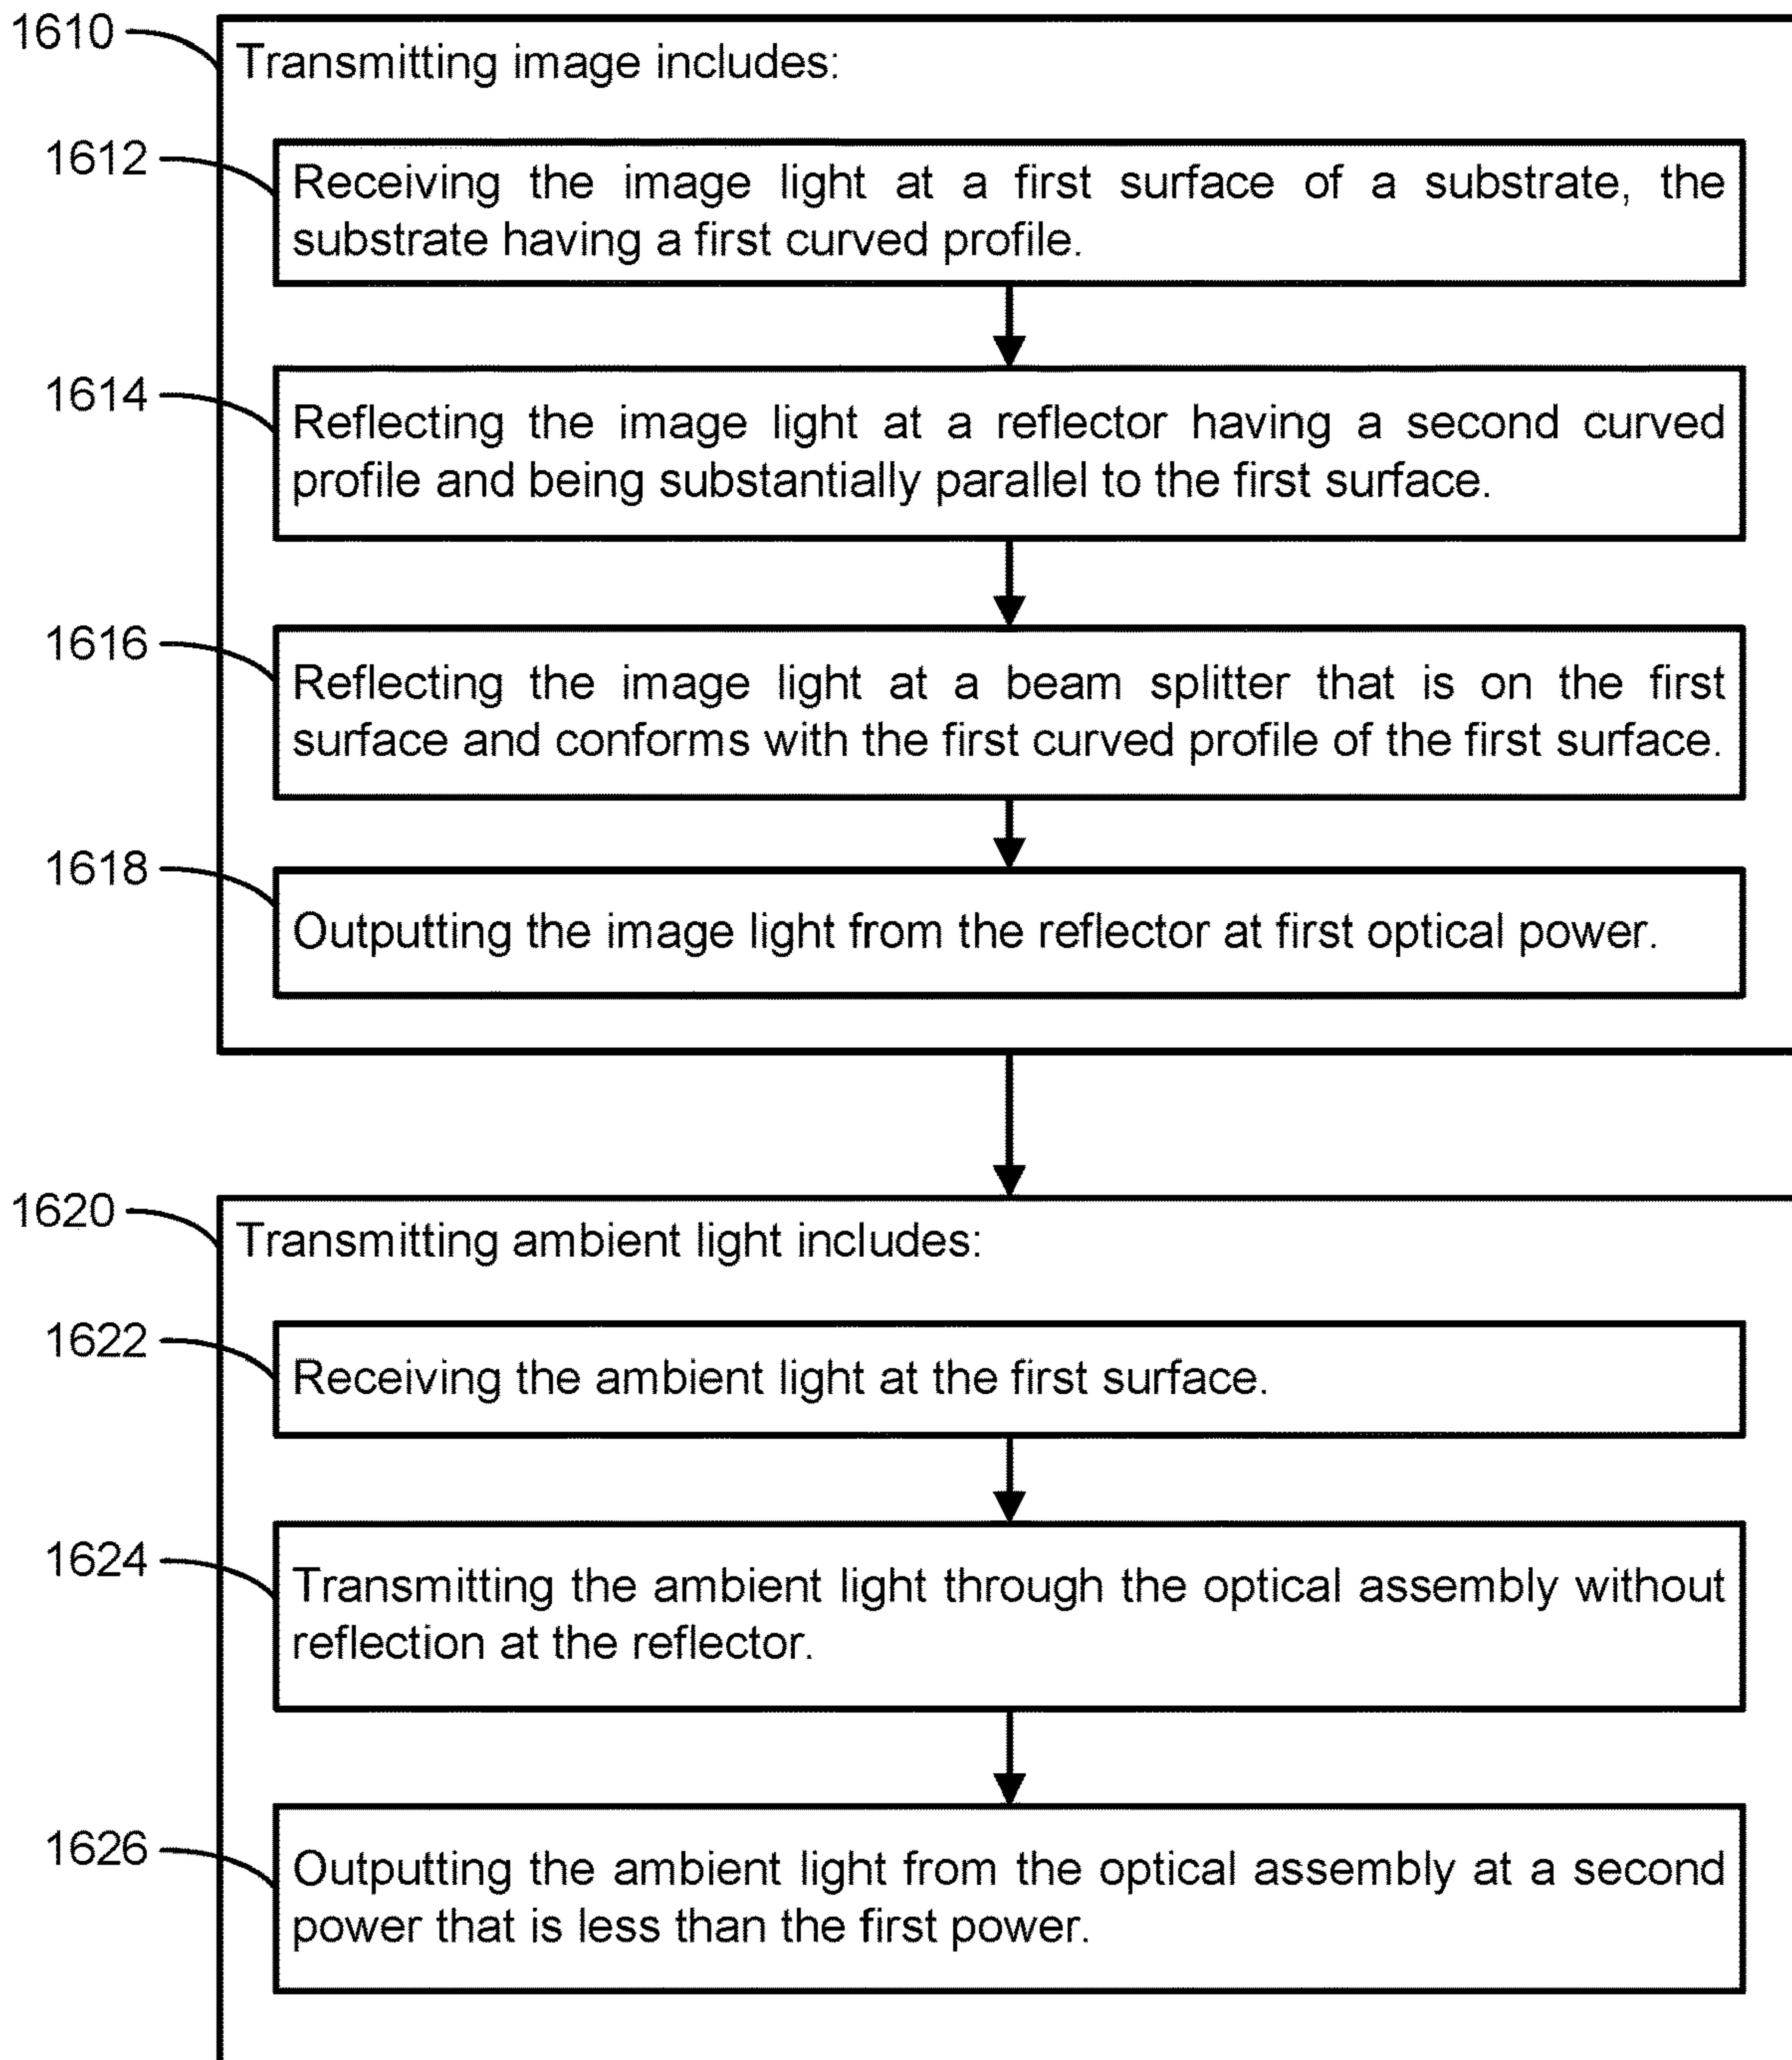 1610
Transmitting image includes:
1612
Receiving the image light at a first surface of a substrate, the
substrate having a first curved profile.
1614
Reflecting the image light at a reflector having a second curved
profile and being substantially parallel to the first surface.
1616
Reflecting the image light at a beam splitter that is on the first
surface and conforms with the first curved profile of the first surface.
1618
Outputting the image light from the reflector at first optical power.
1620
Transmitting ambient light includes:
1622
Receiving the ambient light at the first surface.
1624
Transmitting the ambient light through the optical assembly without
reflection at the reflector.
1626
Outputting the ambient light from the optical assembly at a second
power that is less than the first power.